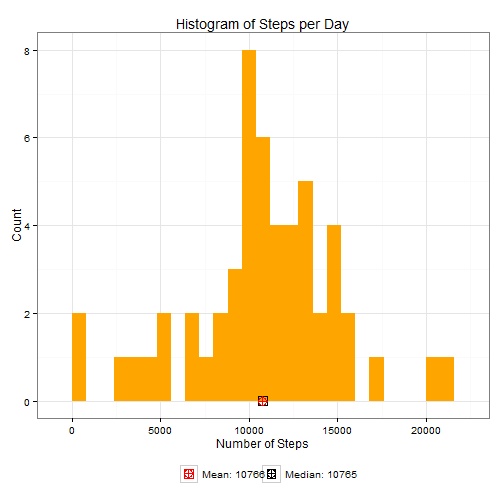 Histogram of Steps per Day
8
6
4
2
0
Count
0 5000 10000 15000 20000
Number of Steps
Mean: 10766 Median: 10765